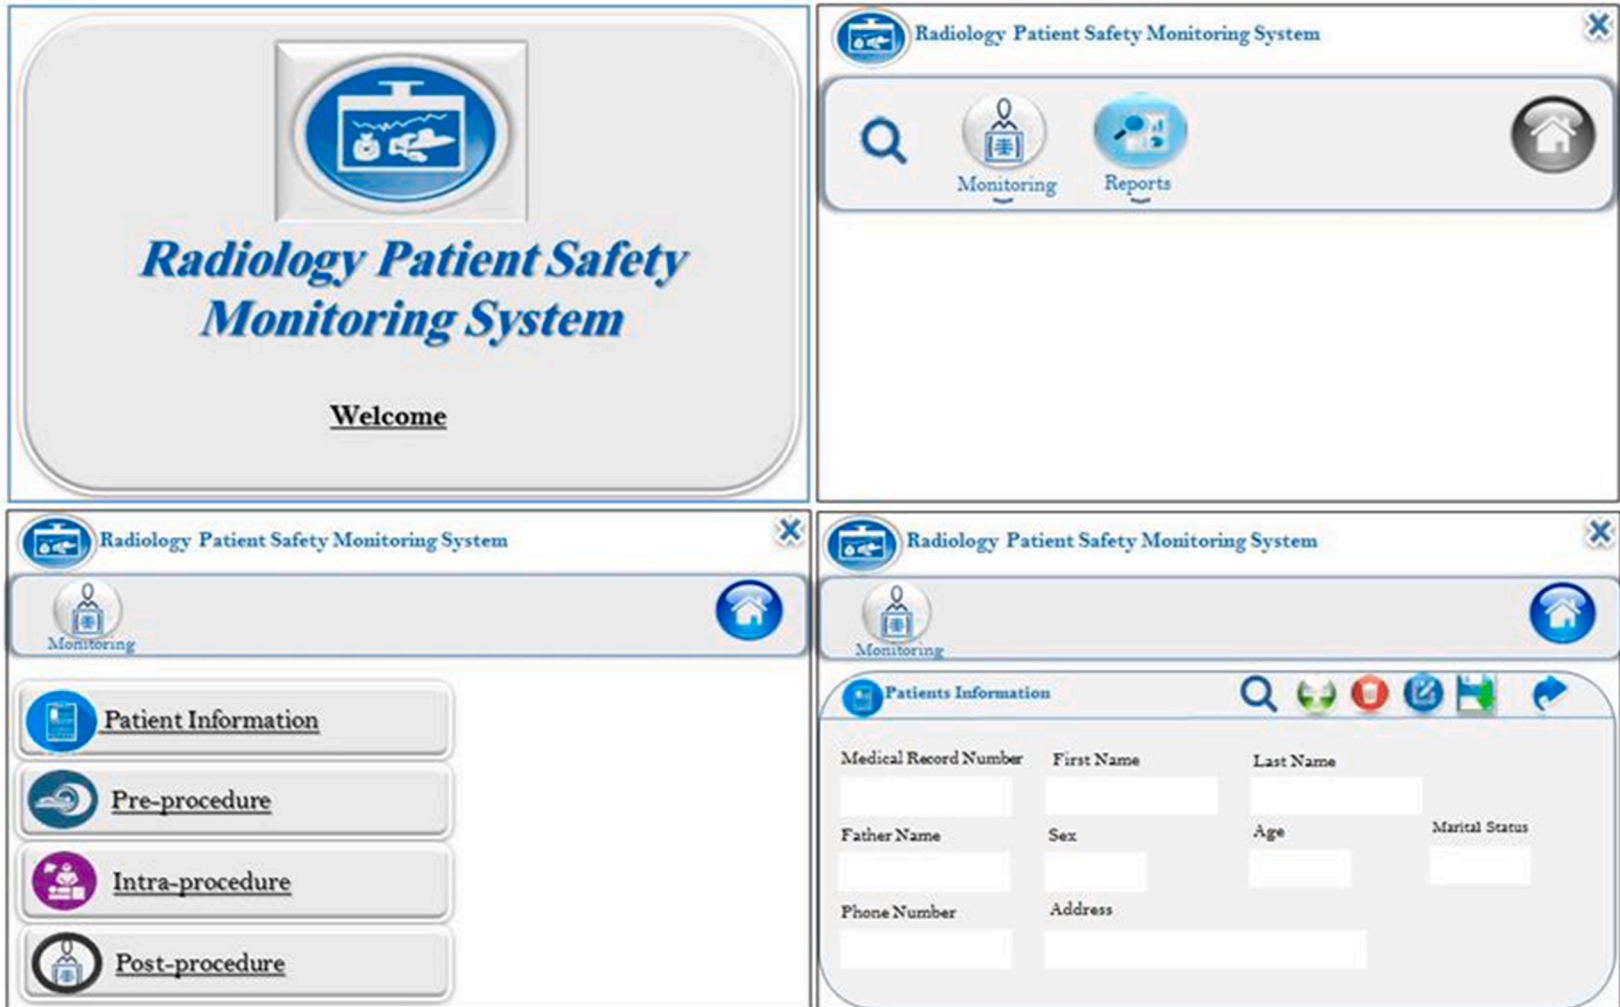 Radiology Patient Safety
Monitoring System
Welcome
Radiology Patient Safety Monitoring System
Monitoring
Reports
Radiology Patient Safety Monitoring System
Monitoring
Patient Information
Pre-procedure
Intra-procedure
Post-procedure
Radiology Patient Safety Monitoring System
Monitoring
Patients Information
Medical Record Number
First Name
Last Name
Father Name
Sex
Age
Marital Status
Phone Number
Address